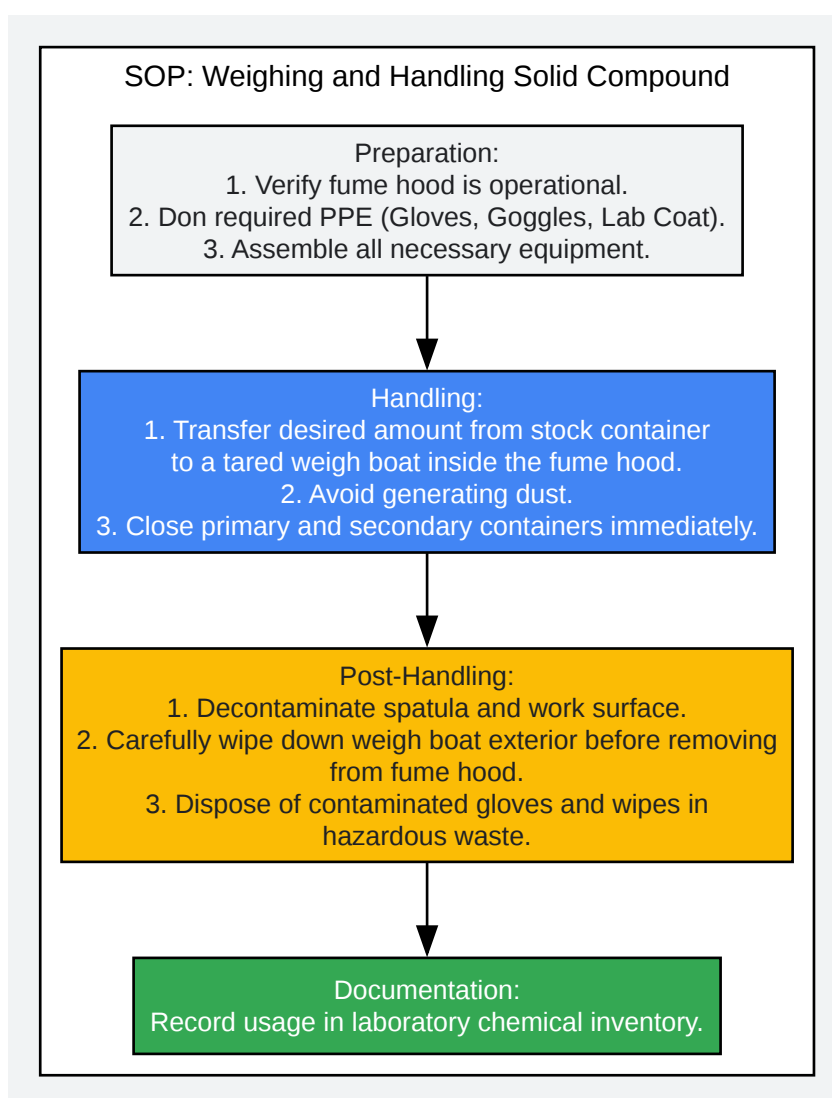 SOP: Weighing and Handling Solid Compound
Preparation:
1. Verify fume hood is operational.
2. Don required PPE (Gloves, Goggles, Lab Coat).
3. Assemble all necessary equipment.
Handling:
1. Transfer desired amount from stock container
to a tared weigh boat inside the fume hood.
2. Avoid generating dust.
3. Close primary and secondary containers immediately.
Post-Handling:
1. Decontaminate spatula and work surface.
2. Carefully wipe down weigh boat exterior before removing
from fume hood.
3. Dispose of contaminated gloves and wipes in
hazardous waste.
Documentation:
Record usage in laboratory chemical inventory.